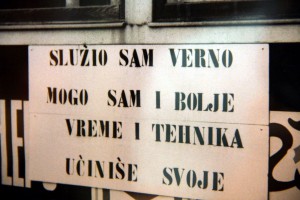 SLUŽIO SAM VERNO
MOGO SAM I BOLJE
VREME I TEHNIKA
UČINIŠE SVOJE